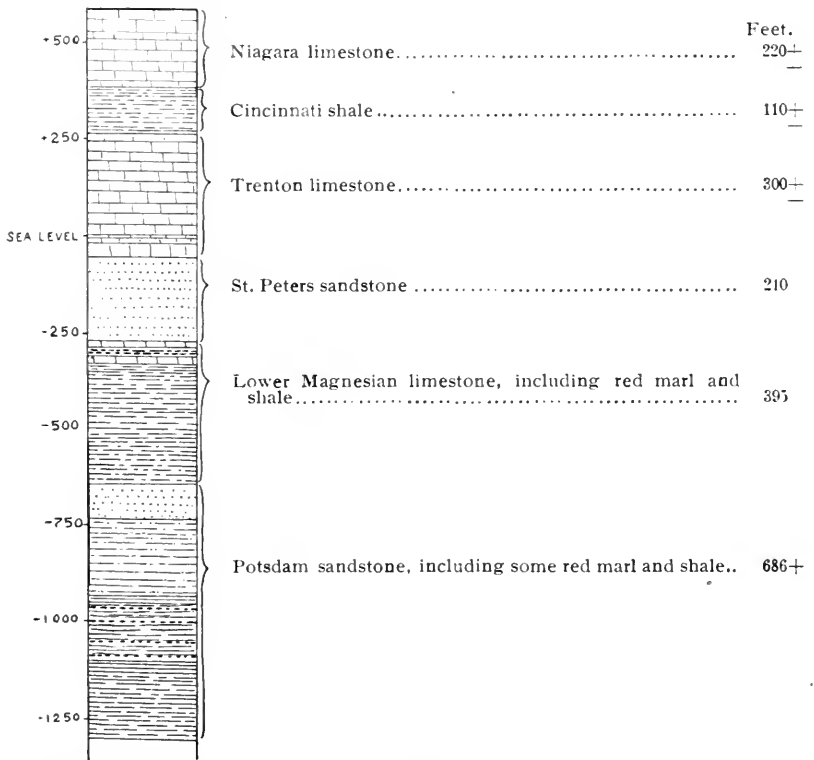 Feet.
+500
Niagara limestone........................................................ 220±
Cincinnati shale........................................................ 110±
+250
Trenton limestone........................................................ 300±
SEA LEVEL
St. Peters sandstone ........................................................ 210
-250
Lower Magnesian limestone, including red marl and
shale........................................................ 395
-500
-750
Potsdam sandstone, including some red marl and shale.. 686+
-1000
-1250